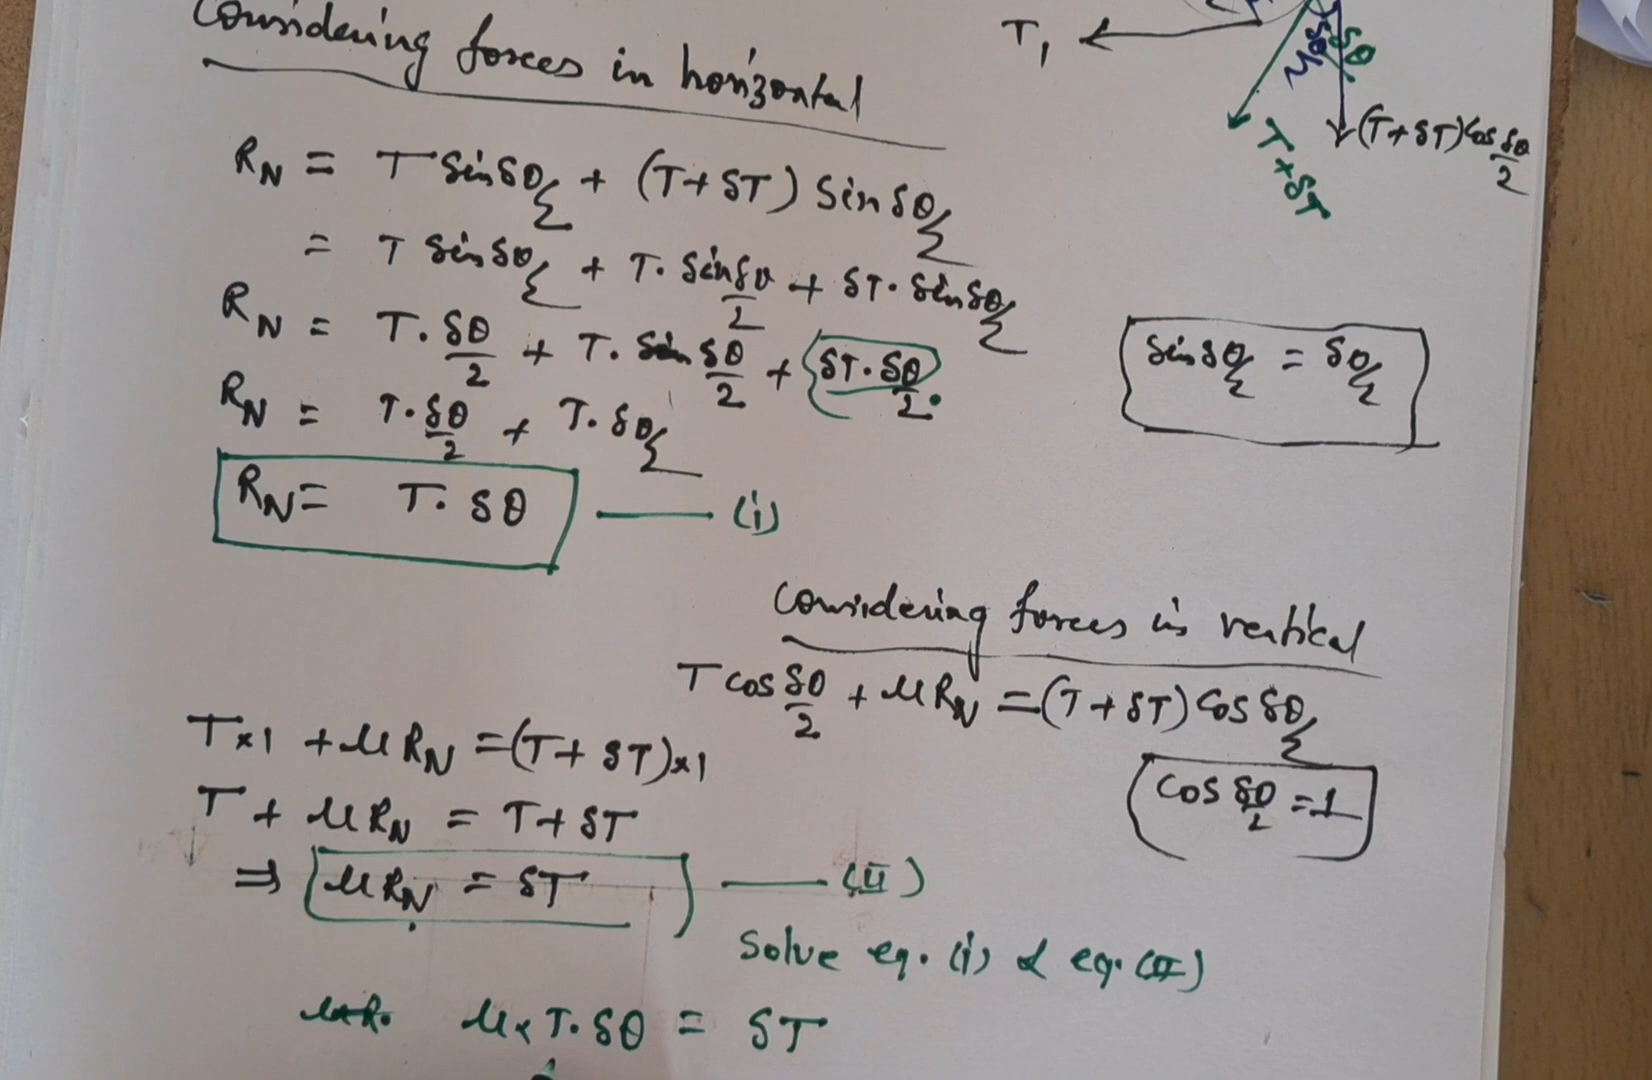 Considering forces in horizontal
T₁
δθ/2
δθ
T+δT
(T+δT)cos δθ/2
R_N = T sin δθ/2 + (T+δT) sin δθ/2
= T sin δθ/2 + T. sin δθ/2 + δT. sin δθ/2
R_N = T. δθ/2 + T. sin δθ/2 + δT. δθ/2.
R_N = T. δθ/2 + T. δθ/2
sin δθ/2 = δθ/2
R_N = T. δθ — (i)
Considering forces in vertical
T cos δθ/2 + μR_N = (T+δT) cos δθ/2
cos δθ/2 = 1
T×1 + μR_N = (T+δT)×1
T + μR_N = T+δT
⇒ μR_N = δT — (II)
Solve eq. (i) & eq. (II)
μ×T. δθ = δT